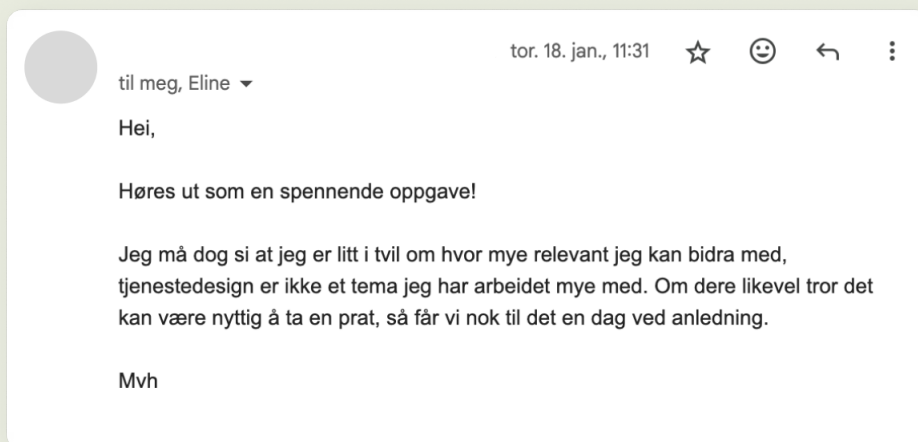 tor. 18. jan., 11:31
til meg, Eline
Hei,
Høres ut som en spennende oppgave!
Jeg må dog si at jeg er litt i tvil om hvor mye relevant jeg kan bidra med,
tjenestedesign er ikke et tema jeg har arbeidet mye med. Om dere likevel tror det
kan være nyttig å ta en prat, så får vi nok til det en dag ved anledning.
Mvh